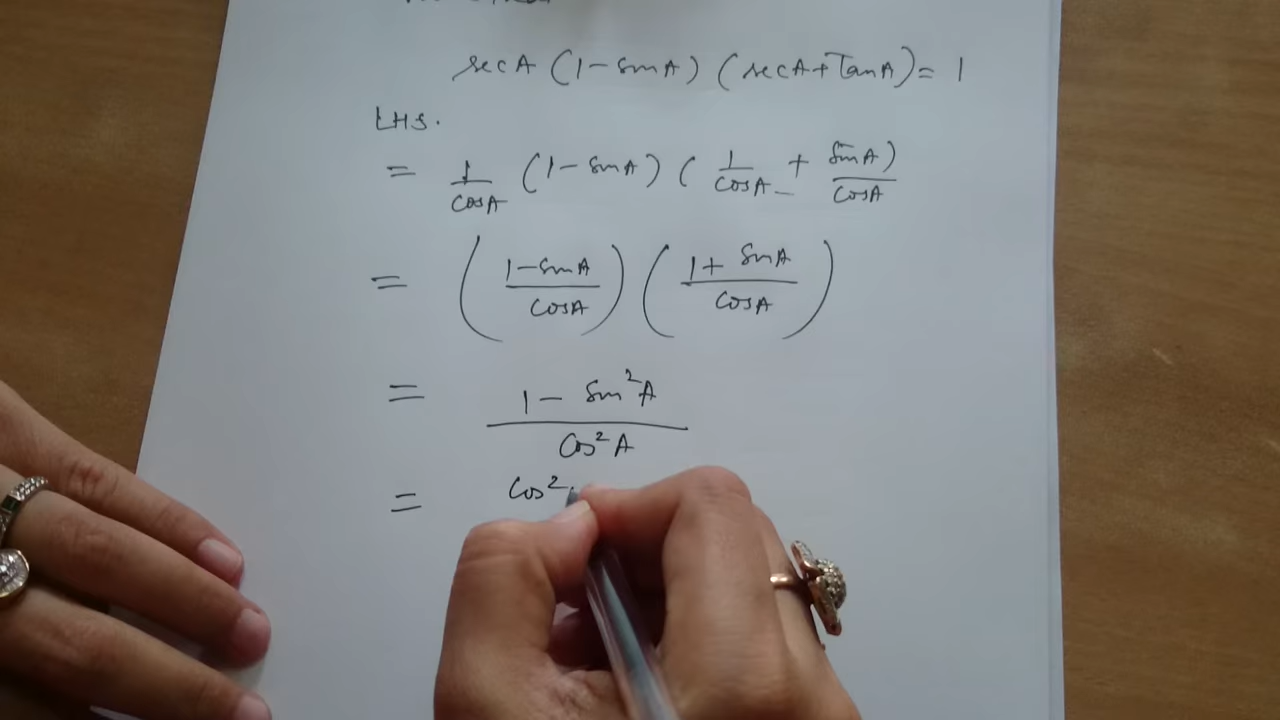 secA (1 - sinA) (secA + TanA) = 1
LHS.
= 1/cosA (1 - sinA) ( 1/cosA + sinA)/cosA
= ( 1 - sinA / cosA ) ( 1 + sinA / cosA )
= 1 - Sin²A / Cos²A
= Cos²